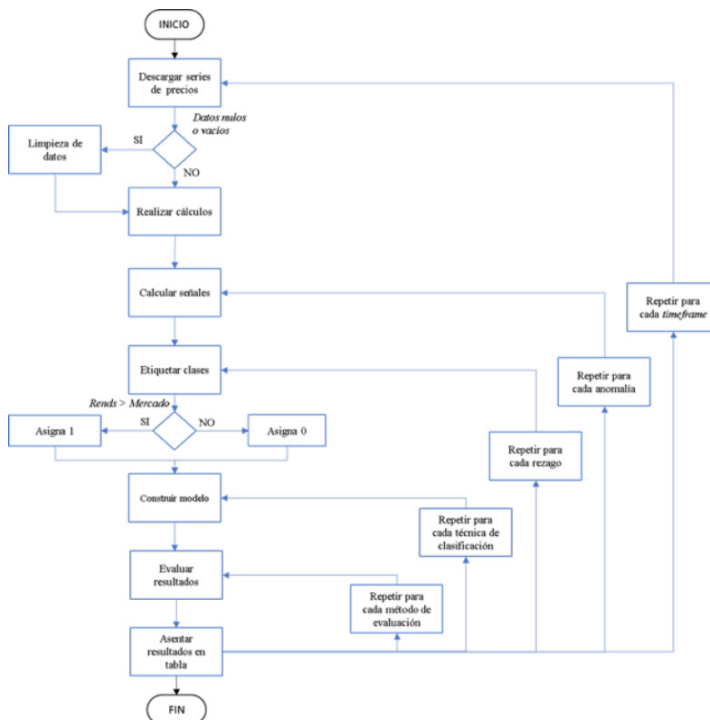 INICIO
Descargar series
de precios
Datos nulos
o vacíos
SI
Limpieza de
datos
NO
Realizar cálculos
Calcular señales
Repetir para
cada timeframe
Etiquetar clases
Repetir para
cada anomalía
Rends > Mercado
SI
NO
Asigna 1
Asigna 0
Repetir para
cada rezago
Construir modelo
Repetir para
cada técnica de
clasificación
Evaluar
resultados
Repetir para
cada método de
evaluación
Asentar
resultados en
tabla
FIN